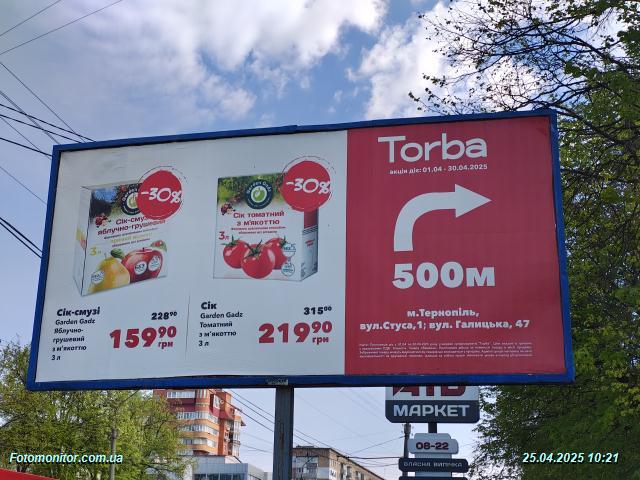 -30%
Сік-смузі
яблучно-грушевий
3л
Сік-смузі
Garden Gadz
Яблучно-
грушевий
з м'якоттю
3 л
228⁹⁰
159⁹⁰
грн
-30%
Сік томатний
з м'якоттю
3л
Сік
Garden Gadz
Томатний
з м'якоттю
3 л
315⁰⁰
219⁹⁰
грн
Torba
акція діє: 01.04 - 30.04.2025
500м
м.Тернопіль,
вул.Стуса,1; вул. Галицька, 47
АТБ
МАРКЕТ
08-22
ВЛАСНА ВИПІЧКА
Fotomonitor.com.ua
25.04.2025 10:21